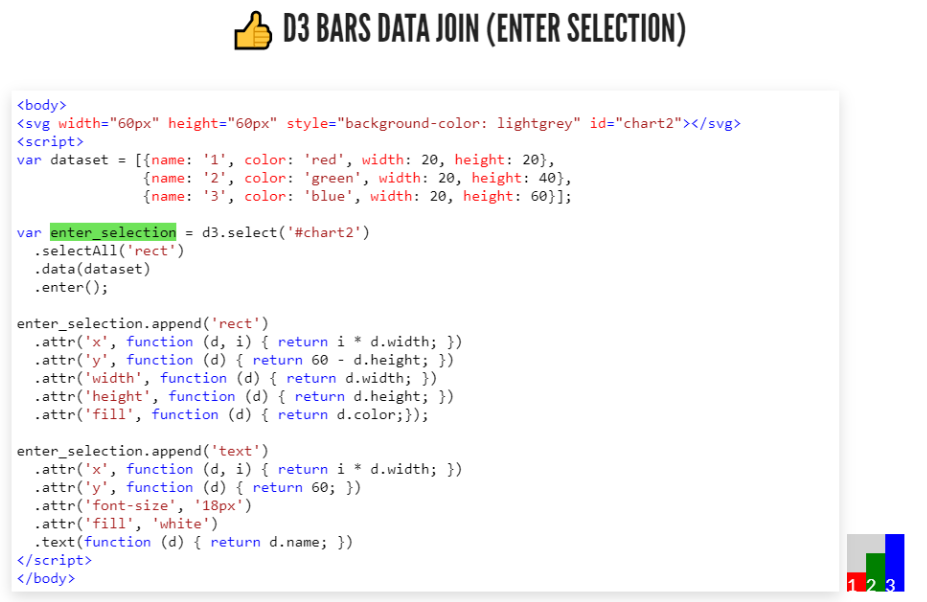 👍 D3 BARS DATA JOIN (ENTER SELECTION)
<body>
<svg width="60px" height="60px" style="background-color: lightgrey" id="chart2"></svg>
<script>
var dataset = [{name: '1', color: 'red', width: 20, height: 20},
               {name: '2', color: 'green', width: 20, height: 40},
               {name: '3', color: 'blue', width: 20, height: 60}];

var enter_selection = d3.select('#chart2')
  .selectAll('rect')
  .data(dataset)
  .enter();

enter_selection.append('rect')
  .attr('x', function (d, i) { return i * d.width; })
  .attr('y', function (d) { return 60 - d.height; })
  .attr('width', function (d) { return d.width; })
  .attr('height', function (d) { return d.height; })
  .attr('fill', function (d) { return d.color;});

enter_selection.append('text')
  .attr('x', function (d, i) { return i * d.width; })
  .attr('y', function (d) { return 60; })
  .attr('font-size', '18px')
  .attr('fill', 'white')
  .text(function (d) { return d.name; })
</script>
</body>
1 2 3